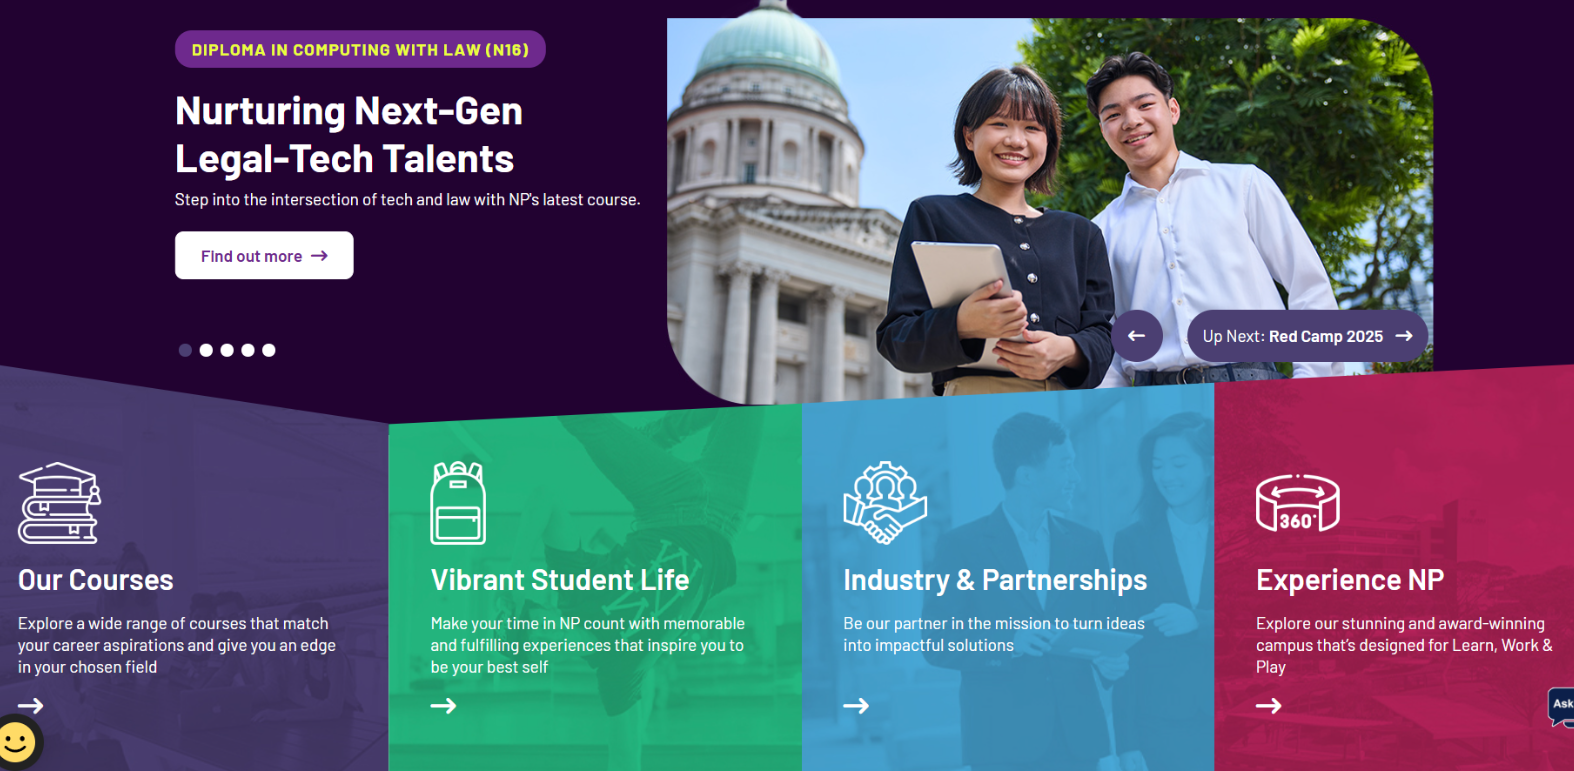 DIPLOMA IN COMPUTING WITH LAW (N16)
Nurturing Next-Gen
Legal-Tech Talents
Step into the intersection of tech and law with NP's latest course.
Find out more
Up Next: Red Camp 2025
Our Courses
Explore a wide range of courses that match
your career aspirations and give you an edge
in your chosen field
Vibrant Student Life
Make your time in NP count with memorable
and fulfilling experiences that inspire you to
be your best self
Industry & Partnerships
Be our partner in the mission to turn ideas
into impactful solutions
360°
Experience NP
Explore our stunning and award-winning
campus that's designed for Learn, Work &
Play
Ask